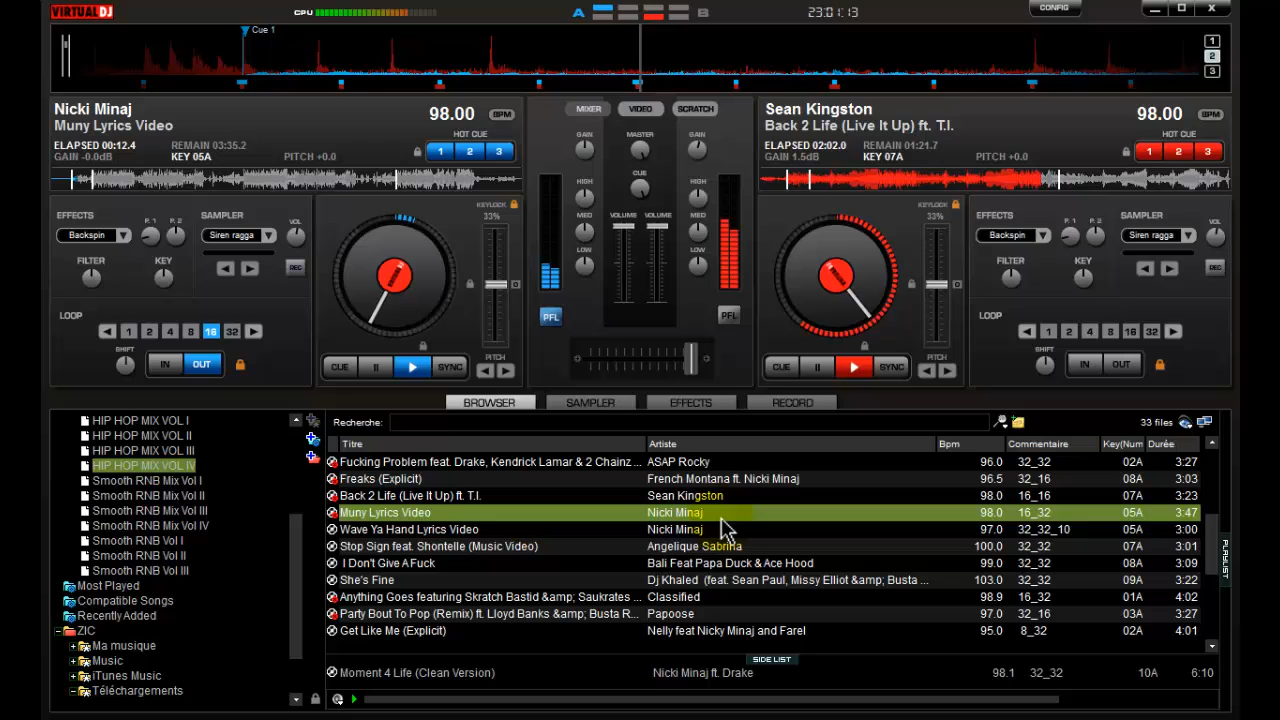 VIRTUAL DJ
CPU
A
B
23:01:13
CONFIG
Cue 1
1
2
3
Nicki Minaj
Muny Lyrics Video
98.00 BPM
ELAPSED 00:12.4 REMAIN 03:35.2
GAIN -0.0dB KEY 05A PITCH +0.0
HOT CUE
1 2 3
MIXER VIDEO SCRATCH
Sean Kingston
Back 2 Life (Live It Up) ft. T.I.
98.00 BPM
ELAPSED 02:02.0 REMAIN 01:21.7
GAIN 1.5dB KEY 07A PITCH +0.0
HOT CUE
1 2 3
EFFECTS P. 1 P. 2 SAMPLER VOL
Backspin Siren ragga
FILTER KEY REC
LOOP
1 2 4 8 16 32
SHIFT IN OUT
KEYLOCK
33%
CUE II SYNC
PITCH
GAIN MASTER GAIN
CUE
HIGH HIGH
MED VOLUME VOLUME MED
LOW LOW
PFL PFL
KEYLOCK
33%
CUE II SYNC
PITCH
EFFECTS P. 1 P. 2 SAMPLER VOL
Backspin Siren ragga
FILTER KEY REC
LOOP
1 2 4 8 16 32
SHIFT IN OUT
BROWSER SAMPLER EFFECTS RECORD
HIP HOP MIX VOL I
HIP HOP MIX VOL II
HIP HOP MIX VOL III
HIP HOP MIX VOL IV
Smooth RNB Mix Vol I
Smooth RNB Mix Vol II
Smooth RNB Mix Vol III
Smooth RNB Mix Vol IV
Smooth RNB Vol I
Smooth RNB Vol II
Smooth RNB Vol III
Most Played
Compatible Songs
Recently Added
ZIC
Ma musique
Music
iTunes Music
Téléchargements
Recherche: 33 files
Titre Artiste Bpm Commentaire Key(Num Durée
Fucking Problem feat. Drake, Kendrick Lamar & 2 Chainz ... ASAP Rocky 96.0 32_32 02A 3:27
Freaks (Explicit) French Montana ft. Nicki Minaj 96.5 32_16 08A 3:03
Back 2 Life (Live It Up) ft. T.I. Sean Kingston 98.0 16_16 07A 3:23
Muny Lyrics Video Nicki Minaj 98.0 16_32 05A 3:47
Wave Ya Hand Lyrics Video Nicki Minaj 97.0 32_32_10 05A 3:00
Stop Sign feat. Shontelle (Music Video) Angelique Sabrina 100.0 32_32 07A 3:01
I Don't Give A Fuck Bali Feat Papa Duck & Ace Hood 99.0 32_32 08A 3:09
She's Fine Dj Khaled (feat. Sean Paul, Missy Elliot &amp; Busta ... 103.0 32_32 09A 3:22
Anything Goes featuring Skratch Bastid &amp; Saukrates ... Classified 98.9 16_32 01A 4:02
Party Bout To Pop (Remix) ft. Lloyd Banks &amp; Busta R... Papoose 97.0 32_16 03A 3:27
Get Like Me (Explicit) Nelly feat Nicky Minaj and Farel 95.0 8_32 02A 4:01
SIDE LIST
Moment 4 Life (Clean Version) Nicki Minaj ft. Drake 98.1 32_32 10A 6:10
PLAYLIST